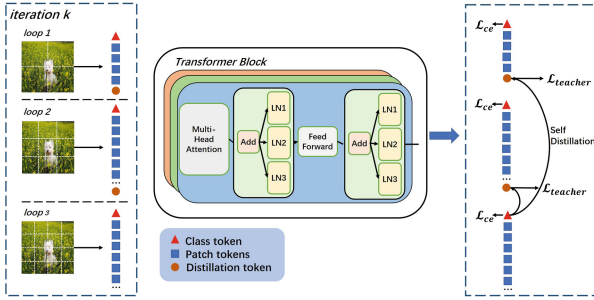 iteration k
loop 1
loop 2
loop 3
...
...
...
Transformer Block
Multi-
Head
Attention
Add
LN1
LN2
LN3
Feed
Forward
Add
LN1
LN2
LN3
Class token
Patch tokens
Distillation token
ℒce
ℒteacher
ℒce
Self
Distillation
...
ℒteacher
ℒce
...